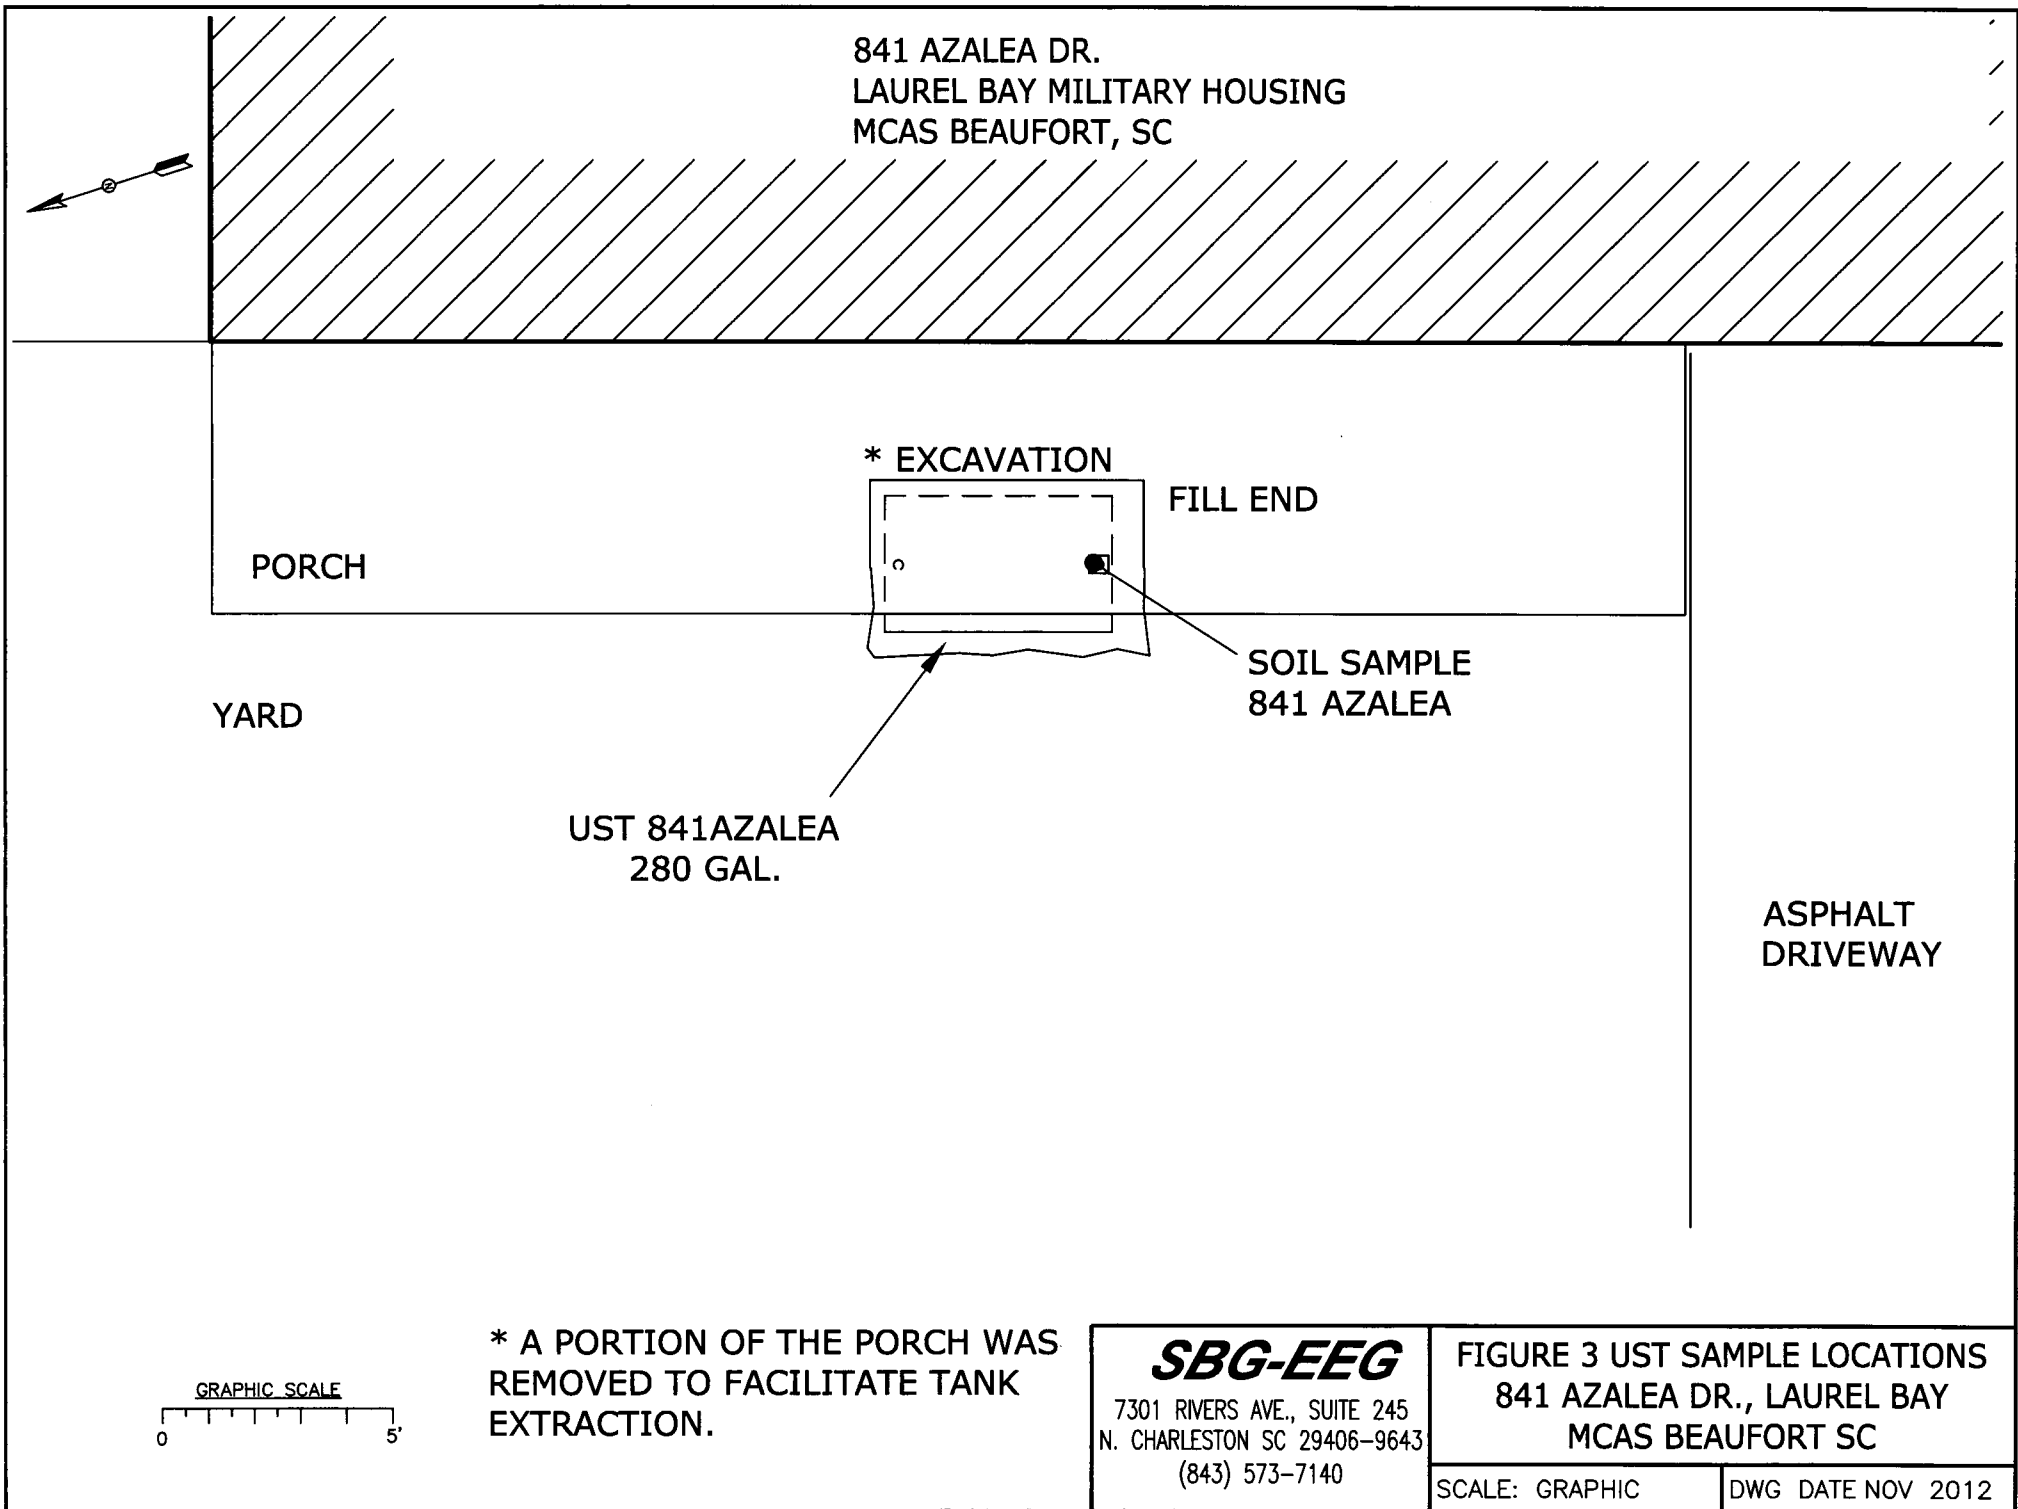 841 AZALEA DR.
LAUREL BAY MILITARY HOUSING
MCAS BEAUFORT, SC
N
* EXCAVATION
FILL END
PORCH
C
SOIL SAMPLE
841 AZALEA
YARD
UST 841AZALEA
280 GAL.
ASPHALT
DRIVEWAY
* A PORTION OF THE PORCH WAS
REMOVED TO FACILITATE TANK
EXTRACTION.
GRAPHIC SCALE
0 5'
SBG-EEG
7301 RIVERS AVE., SUITE 245
N. CHARLESTON SC 29406-9643
(843) 573-7140
FIGURE 3 UST SAMPLE LOCATIONS
841 AZALEA DR., LAUREL BAY
MCAS BEAUFORT SC
SCALE: GRAPHIC
DWG DATE NOV 2012